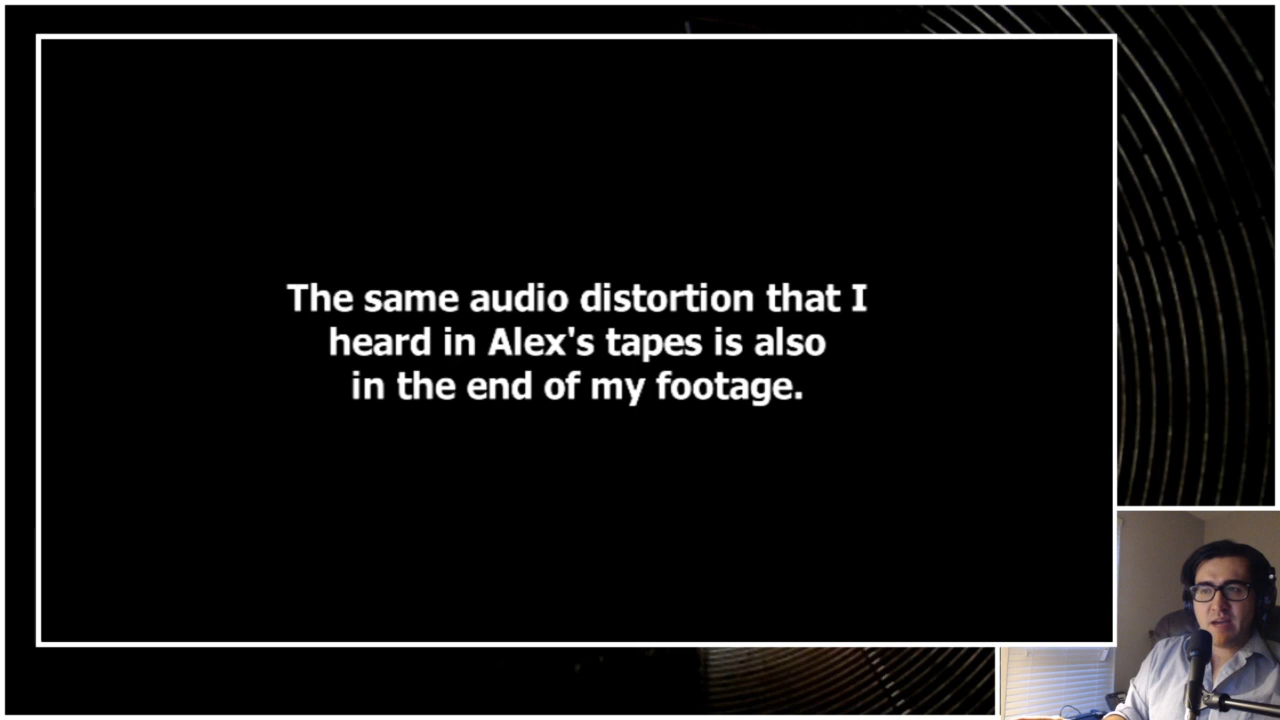 The same audio distortion that I
heard in Alex's tapes is also
in the end of my footage.